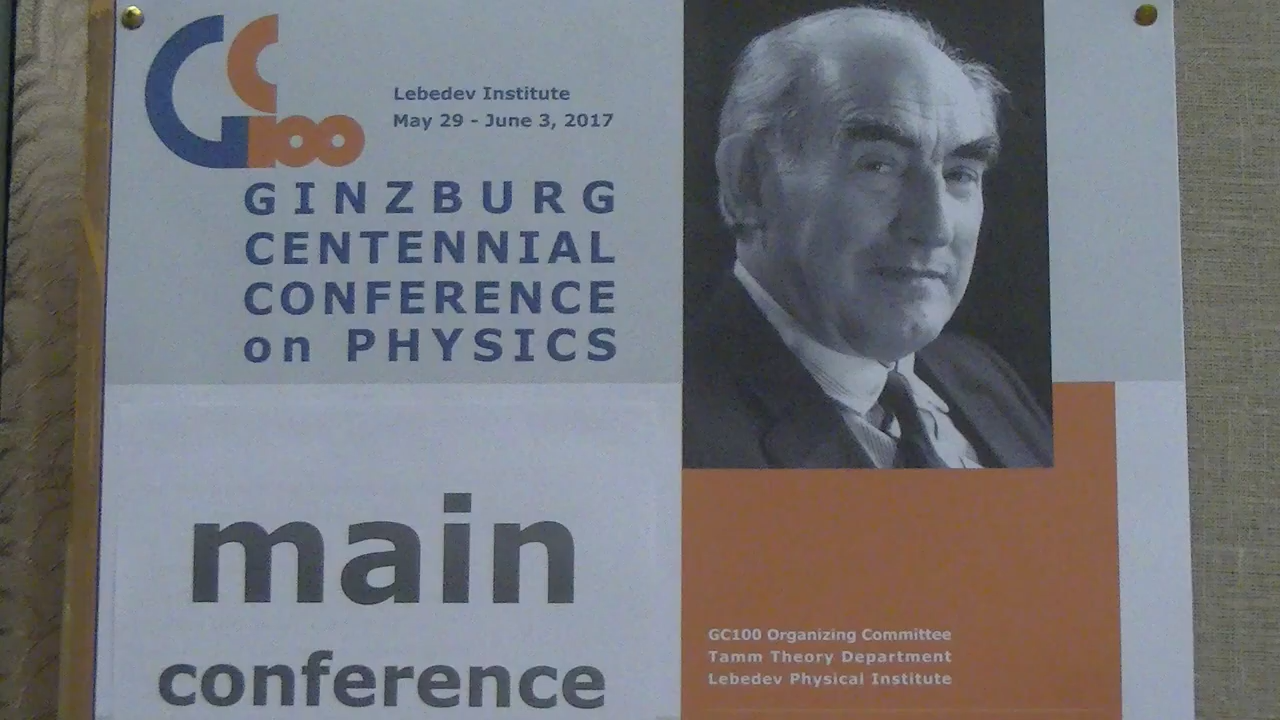 GC100
Lebedev Institute
May 29 - June 3, 2017
GINZBURG
CENTENNIAL
CONFERENCE
on PHYSICS
main
conference
GC100 Organizing Committee
Tamm Theory Department
Lebedev Physical Institute